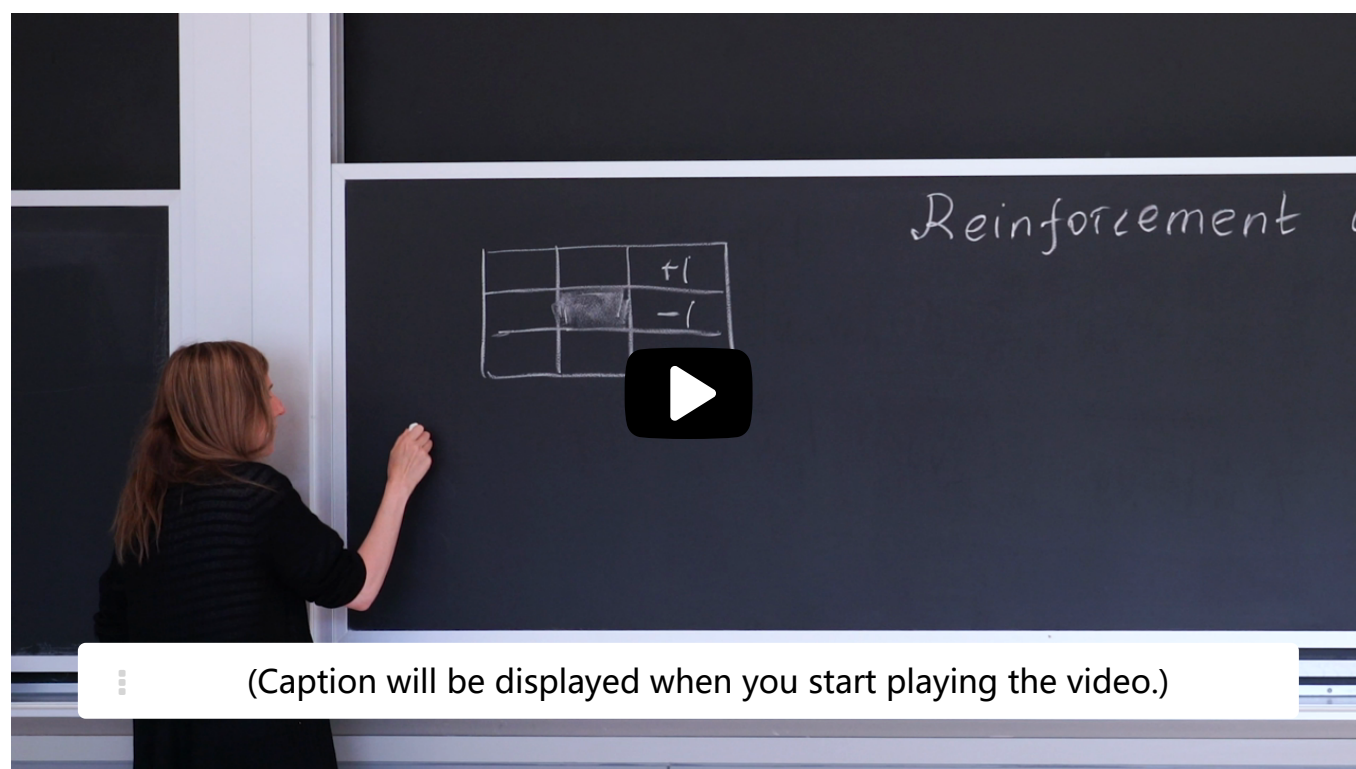 Reinforcement
+1
-1
(Caption will be displayed when you start playing the video.)